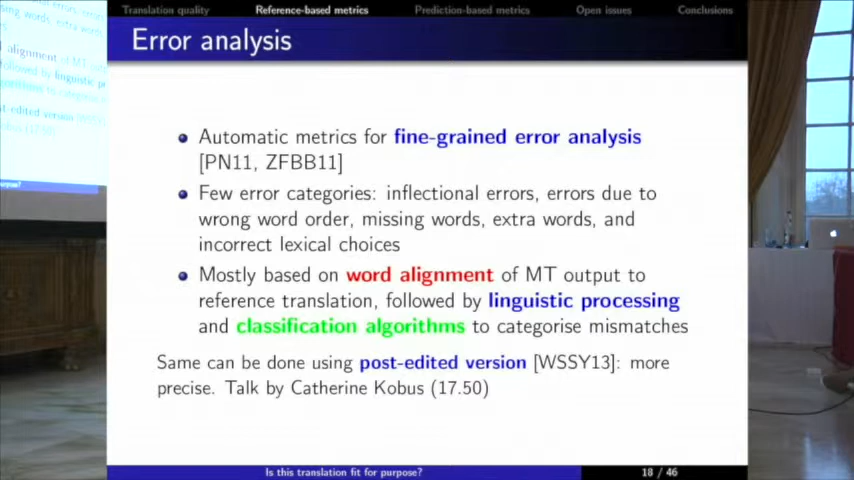 Translation quality Reference-based metrics Prediction-based metrics Open issues Conclusions
Error analysis
Automatic metrics for fine-grained error analysis
[PN11, ZFBB11]
Few error categories: inflectional errors, errors due to
wrong word order, missing words, extra words, and
incorrect lexical choices
Mostly based on word alignment of MT output to
reference translation, followed by linguistic processing
and classification algorithms to categorise mismatches
Same can be done using post-edited version [WSSY13]: more
precise. Talk by Catherine Kobus (17.50)
Is this translation fit for purpose? 18 / 46